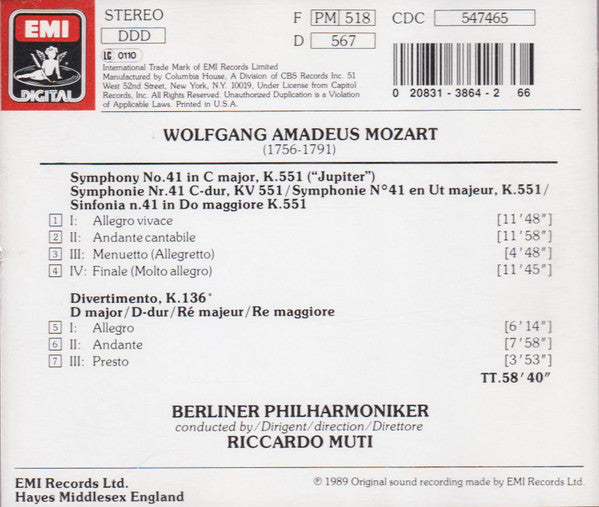 EMI
DIGITAL
STEREO
DDD
LC 0110
F PM 518
D 567
CDC 547465
International Trade Mark of EMI Records Limited
Manufactured by Columbia House, A Division of CBS Records Inc. 51
West 52nd Street, New York, N.Y. 10019, Under License from Capitol
Records, Inc. All Rights Reserved. Unauthorized Duplication is a Violation
of Applicable Laws. Printed in U.S.A.
0 20831-3864-2 66
WOLFGANG AMADEUS MOZART
(1756-1791)
Symphony No.41 in C major, K.551 (“Jupiter”)
Symphonie Nr.41 C-dur, KV 551/Symphonie N°41 en Ut majeur, K.551/
Sinfonia n.41 in Do maggiore K.551
1 I: Allegro vivace [11'48"]
2 II: Andante cantabile [11'58"]
3 III: Menuetto (Allegretto) [4'48"]
4 IV: Finale (Molto allegro) [11'45"]
Divertimento, K.136*
D major/D-dur/Ré majeur/Re maggiore
5 I: Allegro [6'14"]
6 II: Andante [7'58"]
7 III: Presto [3'53"]
TT.58'40"
BERLINER PHILHARMONIKER
conducted by/Dirigent/direction/Direttore
RICCARDO MUTI
EMI Records Ltd.
Hayes Middlesex England
℗ 1989 Original sound recording made by EMI Records Ltd.